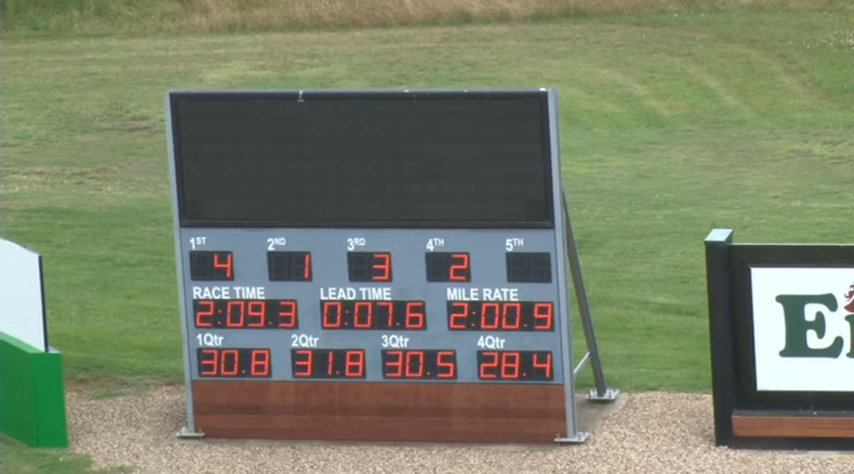 1ST 2ND 3RD 4TH 5TH
4 1 3 2
RACE TIME LEAD TIME MILE RATE
2:09.3 0:07.6 2:00.9
1Qtr 2Qtr 3Qtr 4Qtr
30.8 31.8 30.5 28.4